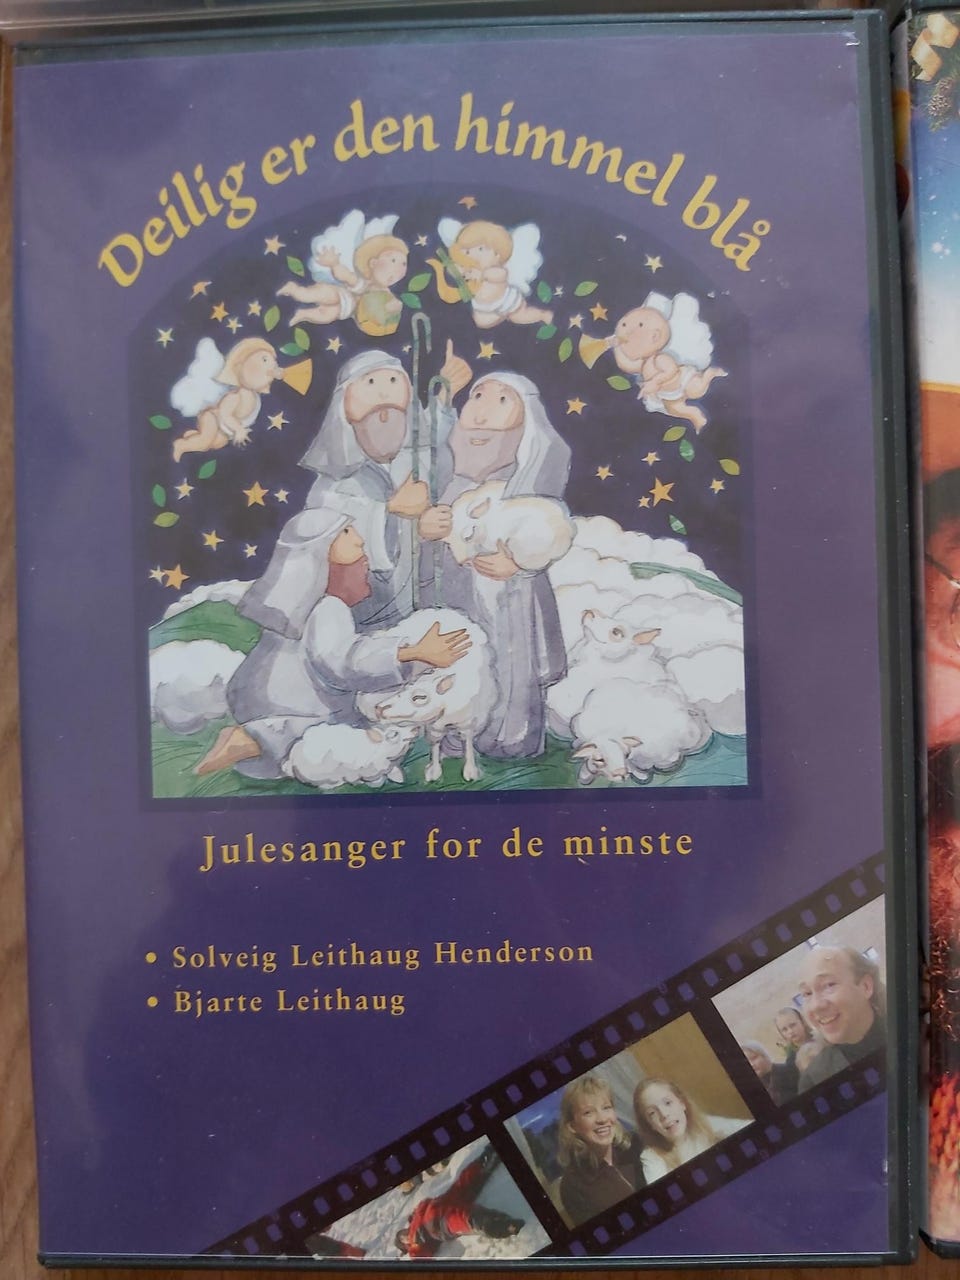 Deilig er den himmel blå
Julesanger for de minste
• Solveig Leithaug Henderson
• Bjarte Leithaug